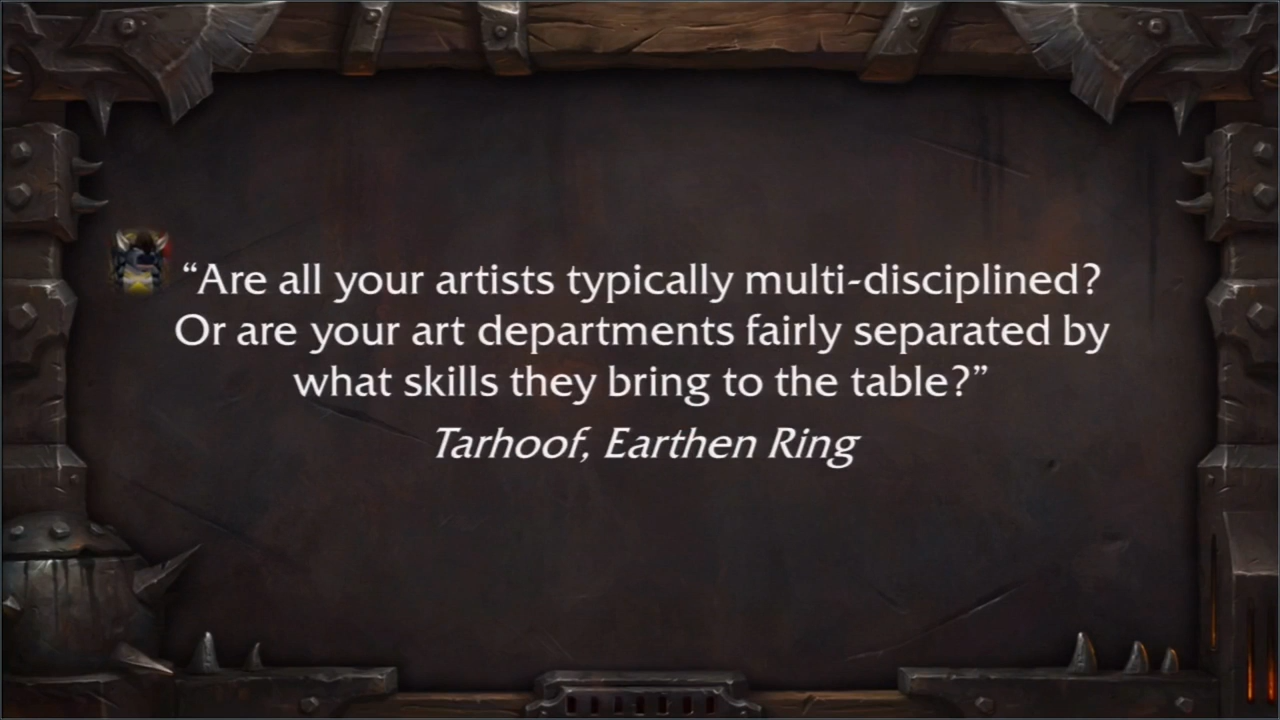 “Are all your artists typically multi-disciplined?
Or are your art departments fairly separated by
what skills they bring to the table?”
Tarhoof, Earthen Ring